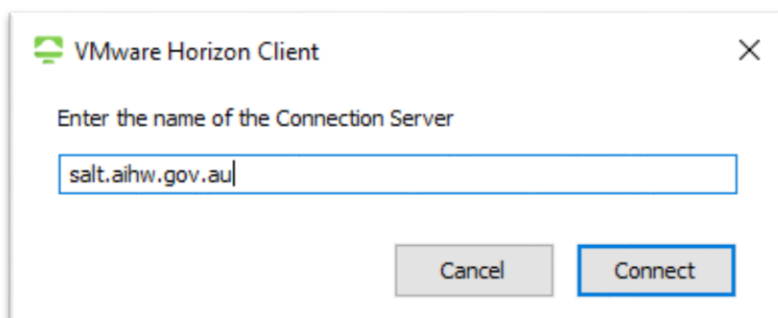 VMware Horizon Client
Enter the name of the Connection Server
salt.aihw.gov.au
Cancel Connect